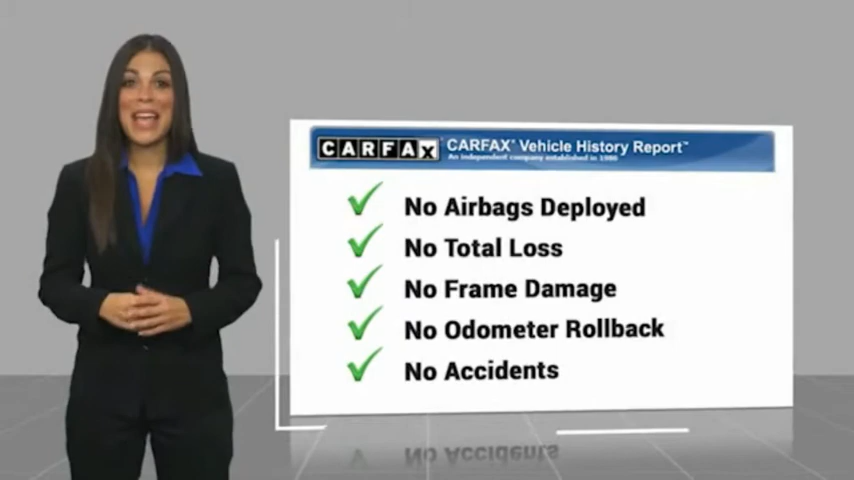 CARFAX
CARFAX® Vehicle History Report™
An independent company established in 1986
No Airbags Deployed
No Total Loss
No Frame Damage
No Odometer Rollback
No Accidents
No Accidents